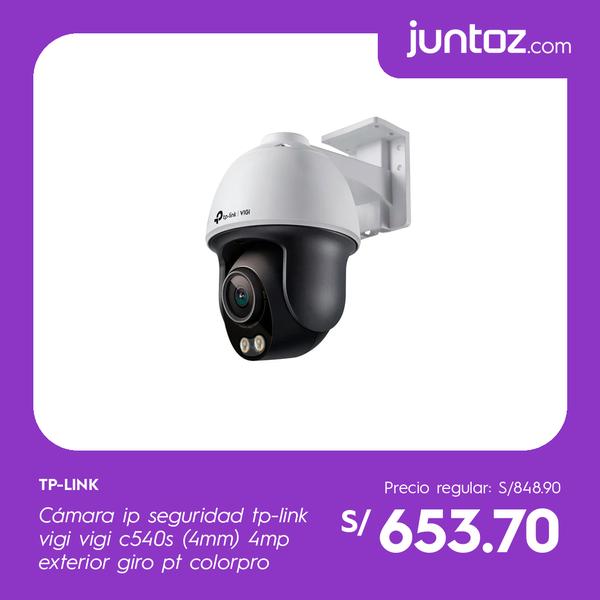 juntoz.com
tp-link | VIGI
TP-LINK
Cámara ip seguridad tp-link
vigi vigi c540s (4mm) 4mp
exterior giro pt colorpro
Precio regular: S/848.90
S/ 653.70